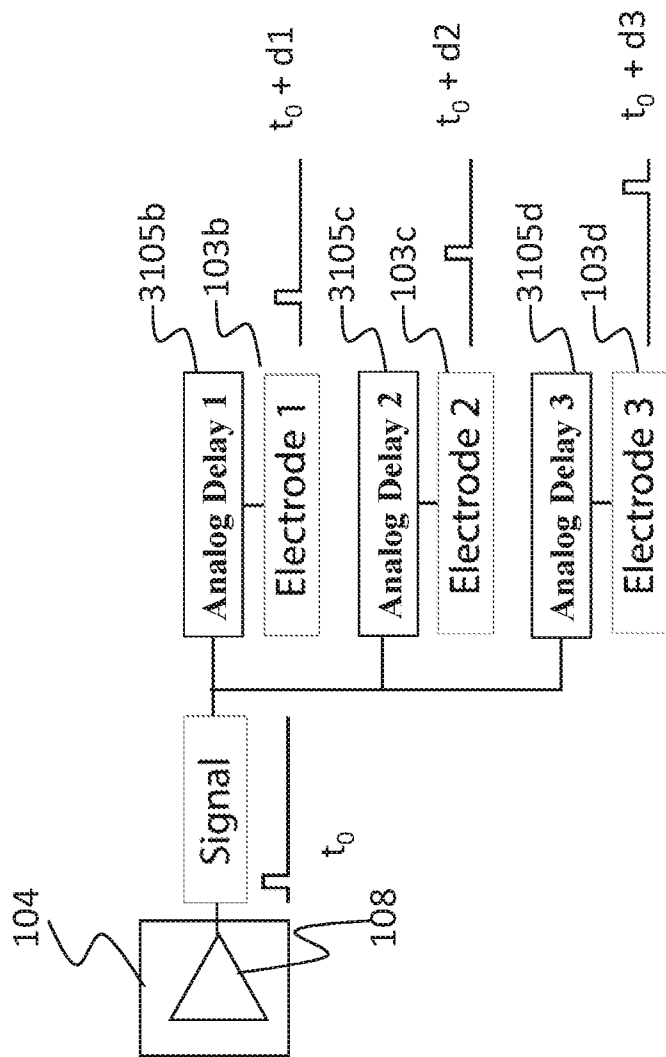 104
108
Signal
t₀
3105b
Analog Delay 1
103b
Electrode 1
t₀ + d1
3105c
Analog Delay 2
103c
Electrode 2
t₀ + d2
3105d
Analog Delay 3
103d
Electrode 3
t₀ + d3